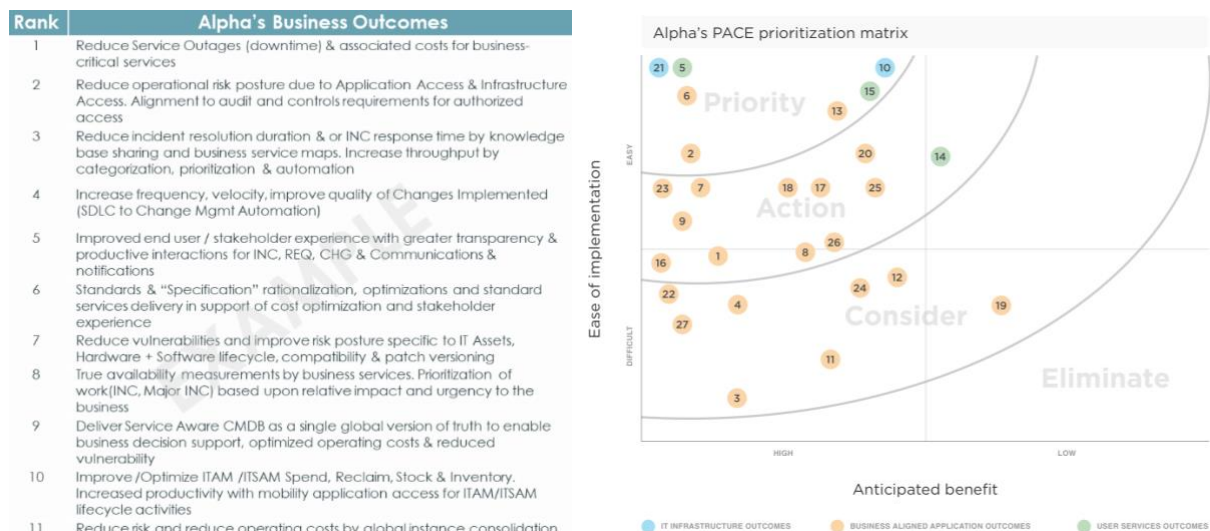 Rank Alpha's Business Outcomes
1 Reduce Service Outages (downtime) & associated costs for business-
critical services
2 Reduce operational risk posture due to Application Access & Infrastructure
Access. Alignment to audit and controls requirements for authorized
access
3 Reduce incident resolution duration & or INC response time by knowledge
base sharing and business service maps. Increase throughput by
categorization, prioritization & automation
4 Increase frequency, velocity, improve quality of Changes Implemented
(SDLC to Change Mgmt Automation)
5 Improved end user / stakeholder experience with greater transparency &
productive interactions for INC, REQ, CHG & Communications &
notifications
6 Standards & "Specification" rationalization, optimizations and standard
services delivery in support of cost optimization and stakeholder
experience
7 Reduce vulnerabilities and improve risk posture specific to IT Assets,
Hardware + Software lifecycle, compatibility & patch versioning
8 True availability measurements by business services. Prioritization of
work(INC, Major INC) based upon relative impact and urgency to the
business
9 Deliver Service Aware CMDB as a single global version of truth to enable
business decision support, optimized operating costs & reduced
vulnerability
10 Improve /Optimize ITAM /ITSAM Spend, Reclaim, Stock & Inventory.
Increased productivity with mobility application access for ITAM/ITSAM
lifecycle activities
11 Reduce risk and reduce operating costs by global instance consolidation
EXAMPLE
Alpha's PACE prioritization matrix
21 5 10
6 Priority 15
13
2 20 14
23 7 18 17 25
Action
9
26
16 1 8
12
22 24
4 19
Consider
27
11
Eliminate
3
EASY
Ease of implementation
DIFFICULT
HIGH LOW
Anticipated benefit
IT INFRASTRUCTURE OUTCOMES BUSINESS ALIGNED APPLICATION OUTCOMES USER SERVICES OUTCOMES